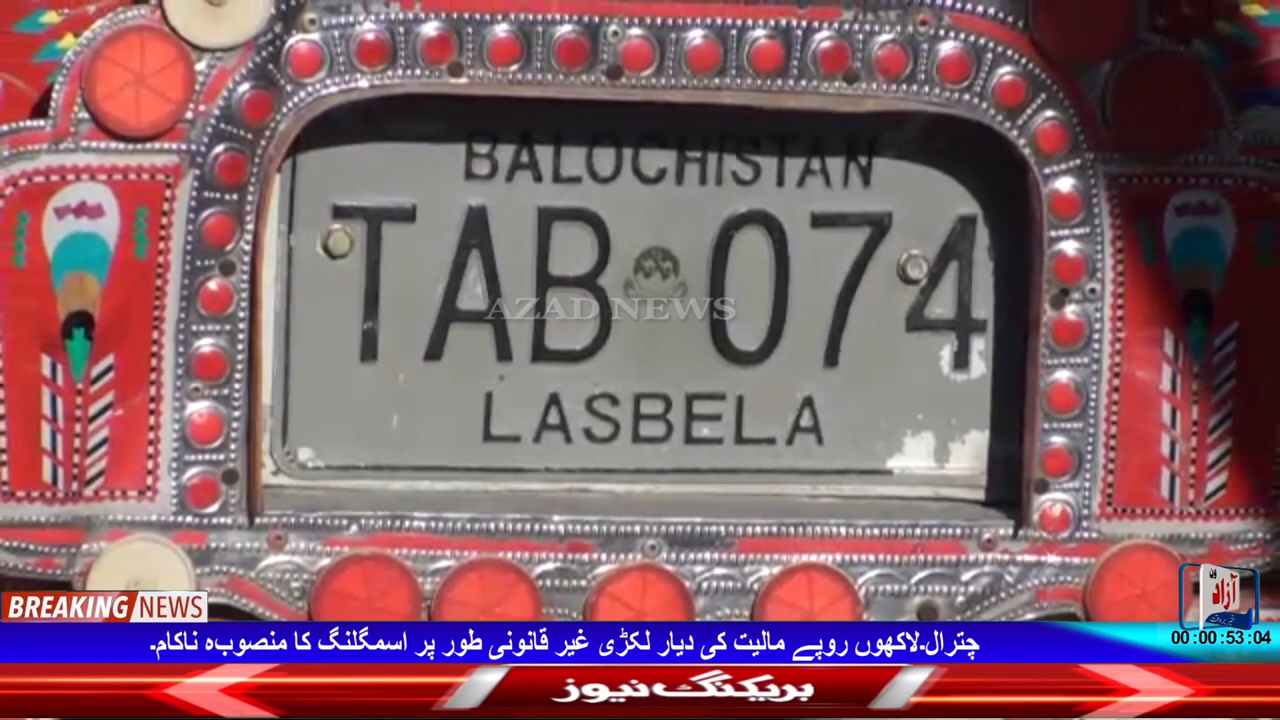 BALOCHISTAN
TAB 074
AZAD NEWS
LASBELA
BREAKING NEWS
آزاد
00:00:53:04
چترال۔لاکھوں روپے مالیت کی دیار لکڑی غیر قانونی طور پر اسمگلنگ کا منصوبہ ناکام۔
بریکنگ نیوز